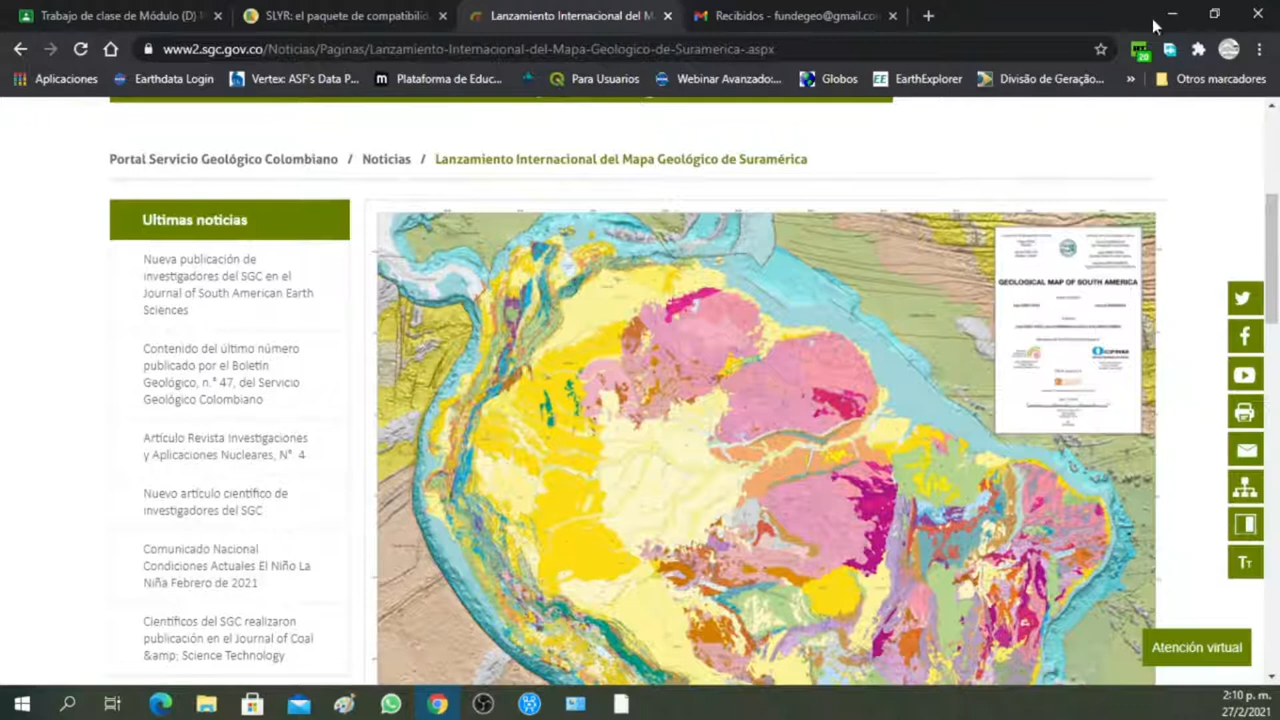 Trabajo de clase de Módulo (D)
SLYR: el paquete de compatibilid
Lanzamiento Internacional del M
Recibidos - fundegeo@gmail.com
www2.sgc.gov.co/Noticias/Paginas/Lanzamiento-Internacional-del-Mapa-Geologico-de-Suramerica-.aspx
20
Aplicaciones
Earthdata Login
Vertex: ASF's Data P...
Plataforma de Educ...
Para Usuarios
Webinar Avanzado:...
Globos
EE
EarthExplorer
Divisão de Geração...
»
Otros marcadores
Portal Servicio Geológico Colombiano / Noticias / Lanzamiento Internacional del Mapa Geológico de Suramérica
Ultimas noticias
Nueva publicación de
investigadores del SGC en el
Journal of South American Earth
Sciences
Contenido del último número
publicado por el Boletín
Geológico, n.° 47, del Servicio
Geológico Colombiano
Artículo Revista Investigaciones
y Aplicaciones Nucleares, N° 4
Nuevo artículo científico de
investigadores del SGC
Comunicado Nacional
Condiciones Actuales El Niño La
Niña Febrero de 2021
Científicos del SGC realizaron
publicación en el Journal of Coal
&amp; Science Technology
GEOLOGICAL MAP OF SOUTH AMERICA
TT
Atención virtual
2:10 p. m.
27/2/2021